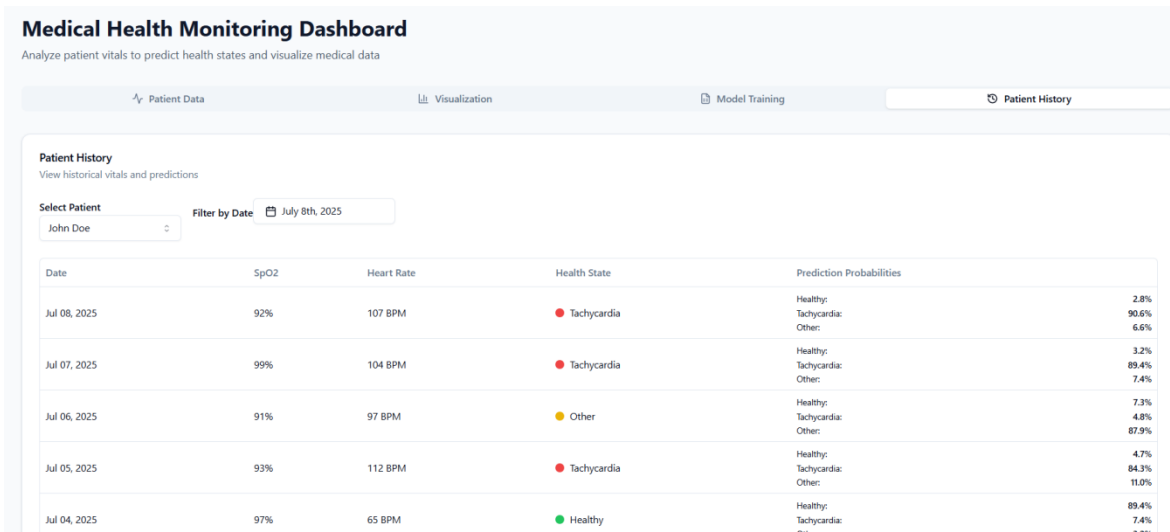 Medical Health Monitoring Dashboard
Analyze patient vitals to predict health states and visualize medical data
Patient Data Visualization Model Training Patient History
Patient History
View historical vitals and predictions
Select Patient
John Doe
Filter by Date July 8th, 2025
Date SpO2 Heart Rate Health State Prediction Probabilities
Jul 08, 2025 92% 107 BPM Tachycardia
Healthy: 2.8%
Tachycardia: 90.6%
Other: 6.6%
Jul 07, 2025 99% 104 BPM Tachycardia
Healthy: 3.2%
Tachycardia: 89.4%
Other: 7.4%
Jul 06, 2025 91% 97 BPM Other
Healthy: 7.3%
Tachycardia: 4.8%
Other: 87.9%
Jul 05, 2025 93% 112 BPM Tachycardia
Healthy: 4.7%
Tachycardia: 84.3%
Other: 11.0%
Jul 04, 2025 97% 65 BPM Healthy
Healthy: 89.4%
Tachycardia: 7.4%